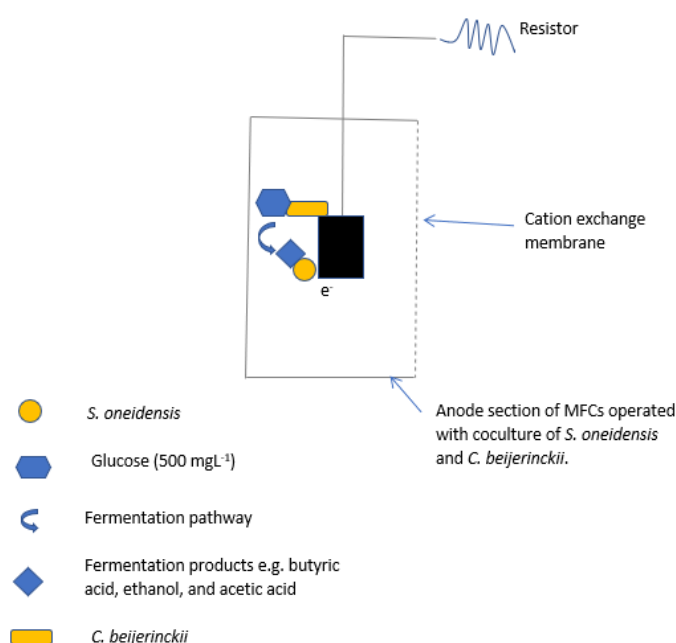 Resistor
Cation exchange
membrane
e-
Anode section of MFCs operated
with coculture of S. oneidensis
and C. beijerinckii.
S. oneidensis
Glucose (500 mgL-1)
Fermentation pathway
Fermentation products e.g. butyric
acid, ethanol, and acetic acid
C. beijerinckii